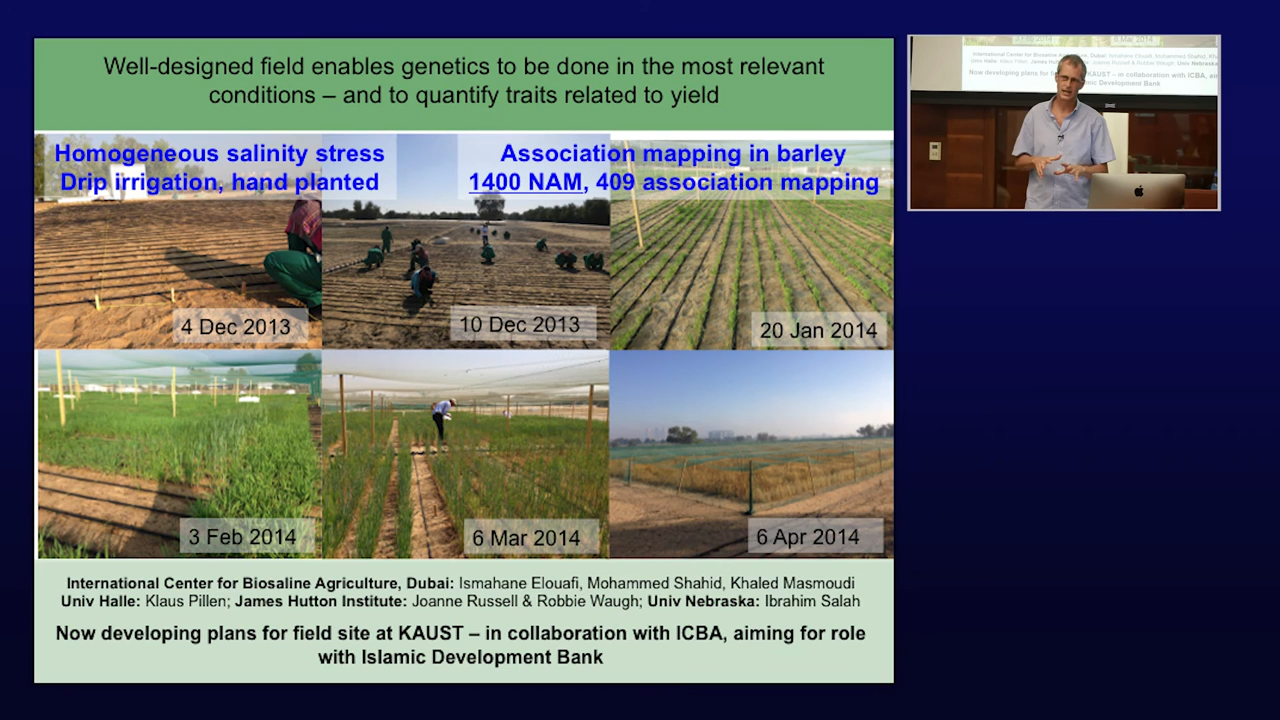 Well-designed field enables genetics to be done in the most relevant
conditions – and to quantify traits related to yield
Homogeneous salinity stress
Drip irrigation, hand planted
Association mapping in barley
1400 NAM, 409 association mapping
4 Dec 2013
10 Dec 2013
20 Jan 2014
3 Feb 2014
6 Mar 2014
6 Apr 2014
International Center for Biosaline Agriculture, Dubai: Ismahane Elouafi, Mohammed Shahid, Khaled Masmoudi
Univ Halle: Klaus Pillen; James Hutton Institute: Joanne Russell & Robbie Waugh; Univ Nebraska: Ibrahim Salah
Now developing plans for field site at KAUST – in collaboration with ICBA, aiming for role
with Islamic Development Bank